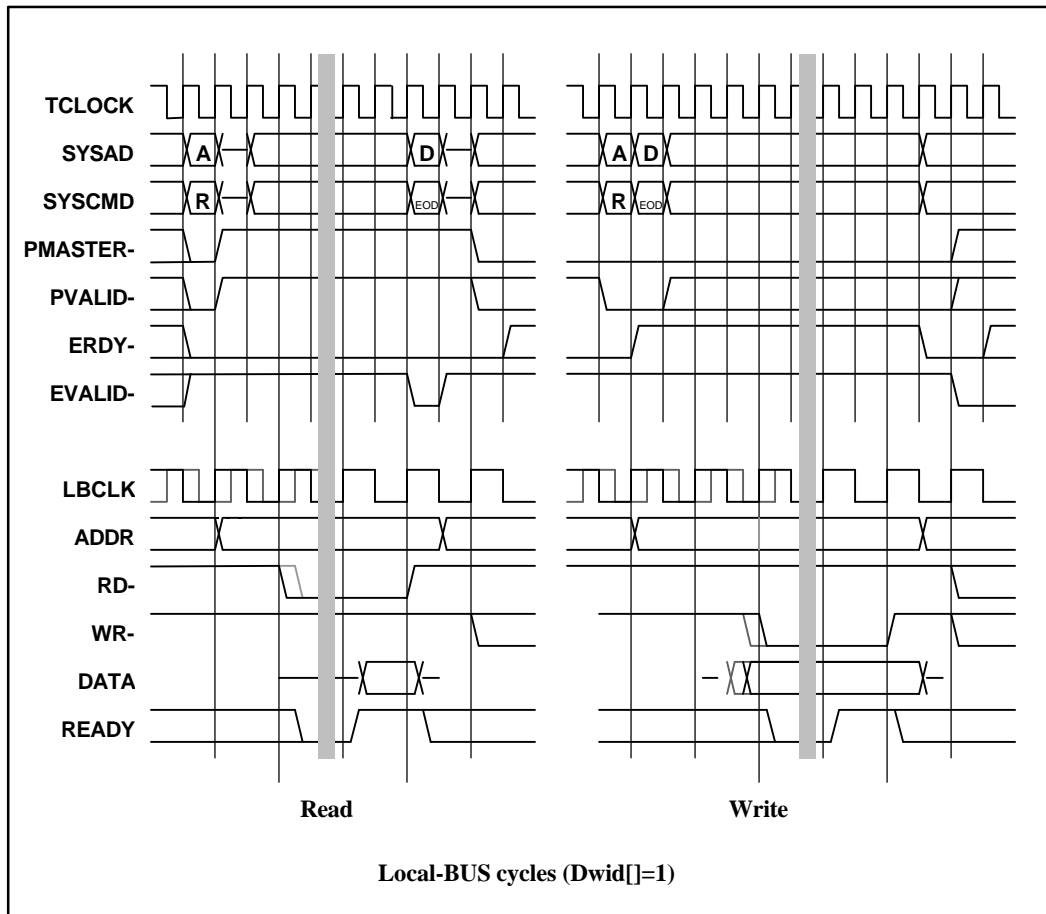 TCLOCK
SYSAD A D A D
SYSCMD R EOD R EOD
PMASTER-
PVALID-
ERDY-
EVALID-
LBCLK
ADDR
RD-
WR-
DATA
READY
Read Write
Local-BUS cycles (Dwid[]=1)